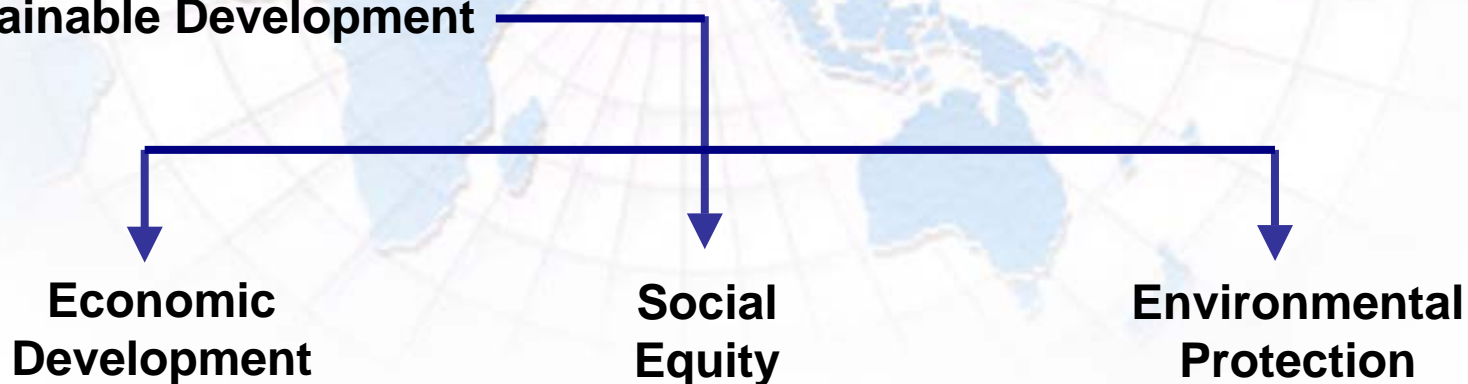 ainable Development
Economic
Development
Social
Equity
Environmental
Protection